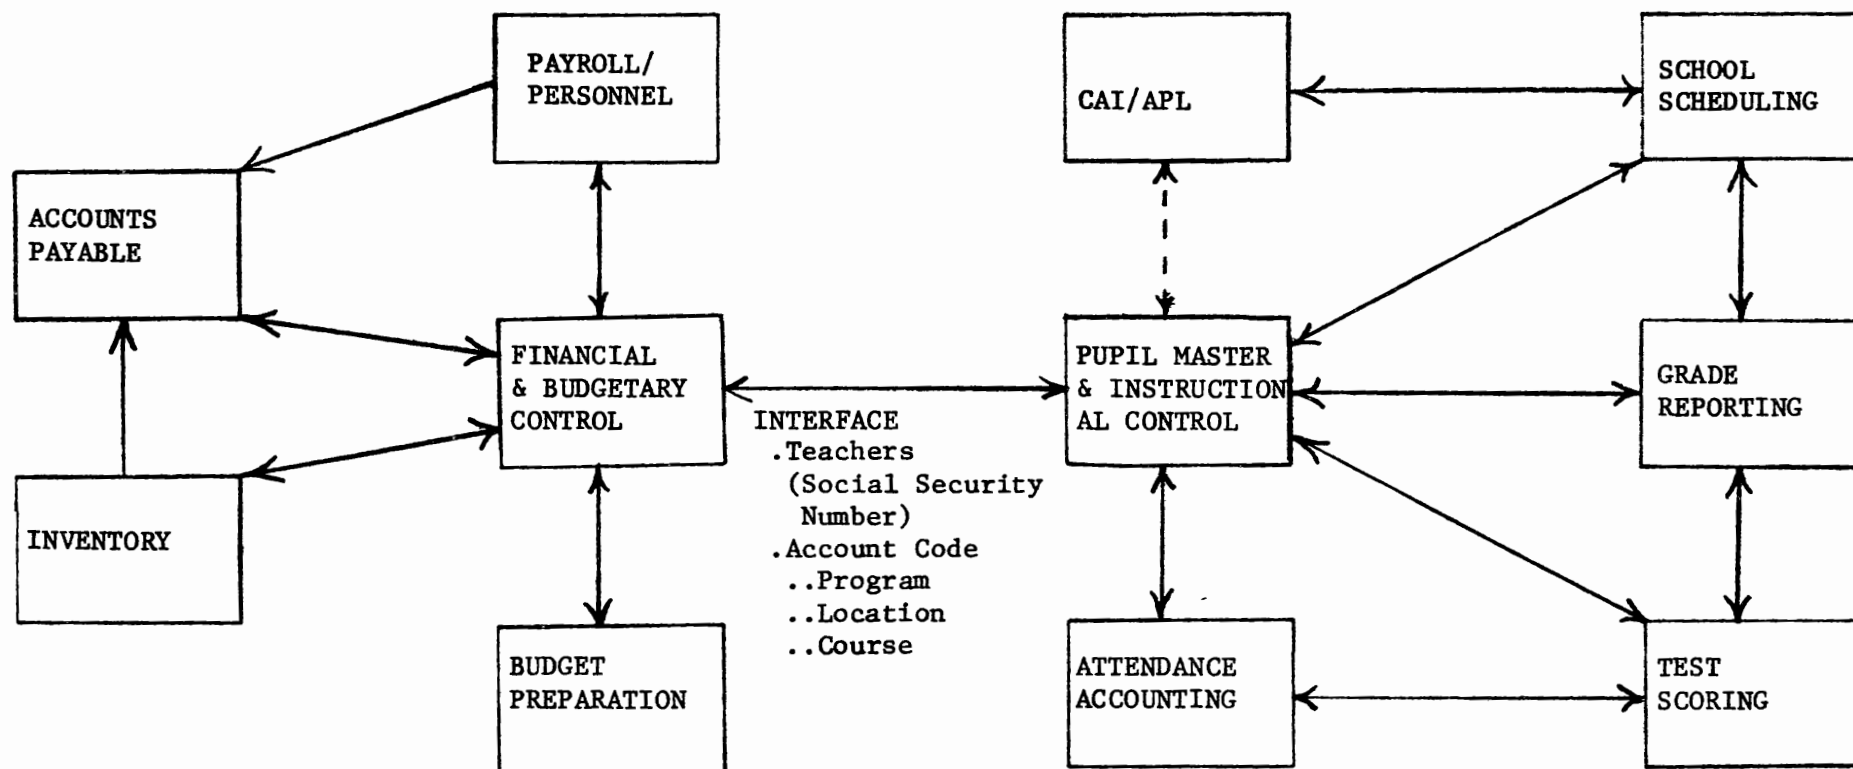 PAYROLL/
PERSONNEL
CAI/APL
SCHOOL
SCHEDULING
ACCOUNTS
PAYABLE
FINANCIAL
& BUDGETARY
CONTROL
INTERFACE
.Teachers
(Social Security
Number)
.Account Code
..Program
..Location
..Course
PUPIL MASTER
& INSTRUCTION
AL CONTROL
GRADE
REPORTING
INVENTORY
BUDGET
PREPARATION
ATTENDANCE
ACCOUNTING
TEST
SCORING